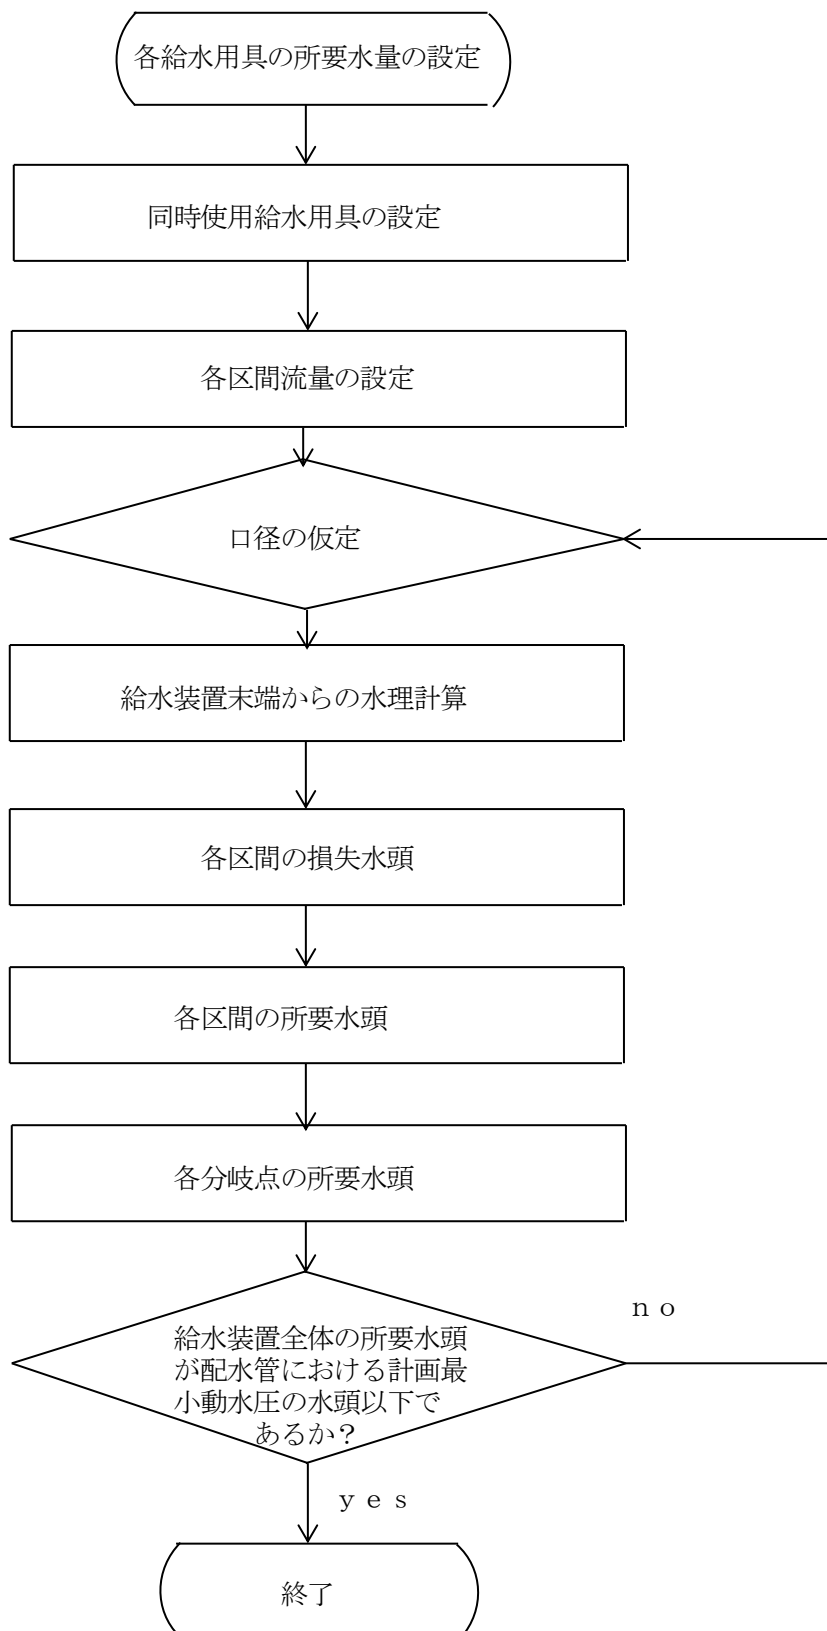 各給水用具の所要水量の設定
同時使用給水用具の設定
各区間流量の設定
口径の仮定
給水装置末端からの水理計算
各区間の損失水頭
各区間の所要水頭
各分岐点の所要水頭
ｎｏ
給水装置全体の所要水頭
が配水管における計画最
小動水圧の水頭以下で
あるか？
ｙｅｓ
終了